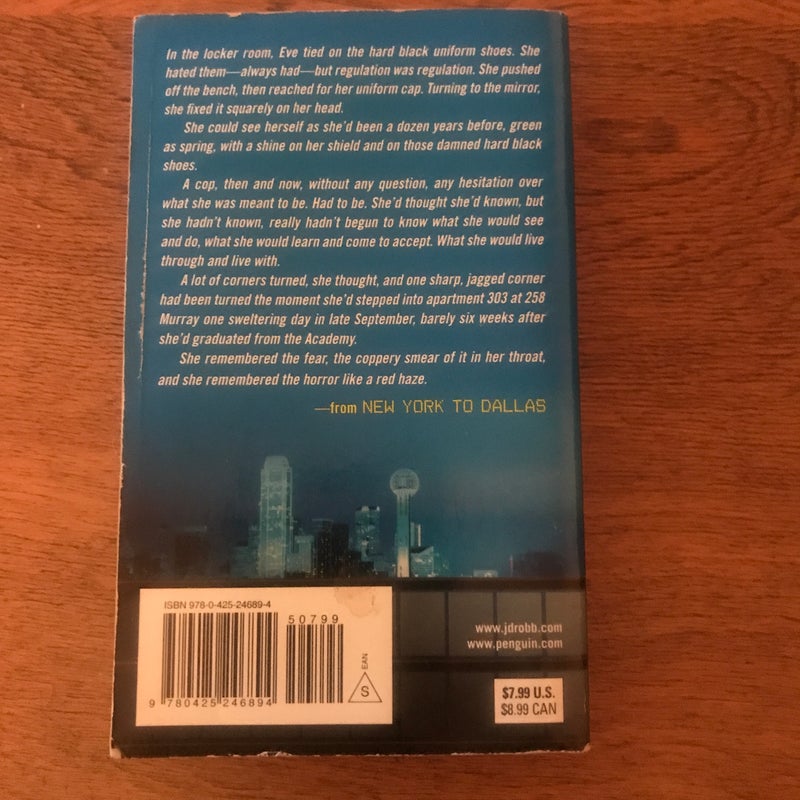 In the locker room, Eve tied on the hard black uniform shoes. She
hated them—always had—but regulation was regulation. She pushed
off the bench, then reached for her uniform cap. Turning to the mirror,
she fixed it squarely on her head.
She could see herself as she'd been a dozen years before, green
as spring, with a shine on her shield and on those damned hard black
shoes.
A cop, then and now, without any question, any hesitation over
what she was meant to be. Had to be. She'd thought she'd known, but
she hadn't known, really hadn't begun to know what she would see
and do, what she would learn and come to accept. What she would live
through and live with.
A lot of corners turned, she thought, and one sharp, jagged corner
had been turned the moment she'd stepped into apartment 303 at 258
Murray one sweltering day in late September, barely six weeks after
she'd graduated from the Academy.
She remembered the fear, the coppery smear of it in her throat,
and she remembered the horror like a red haze.
—from NEW YORK TO DALLAS
ISBN 978-0-425-24689-4
50799
EAN
S
9 780425 246894
www.jdrobb.com
www.penguin.com
$7.99 U.S.
$8.99 CAN